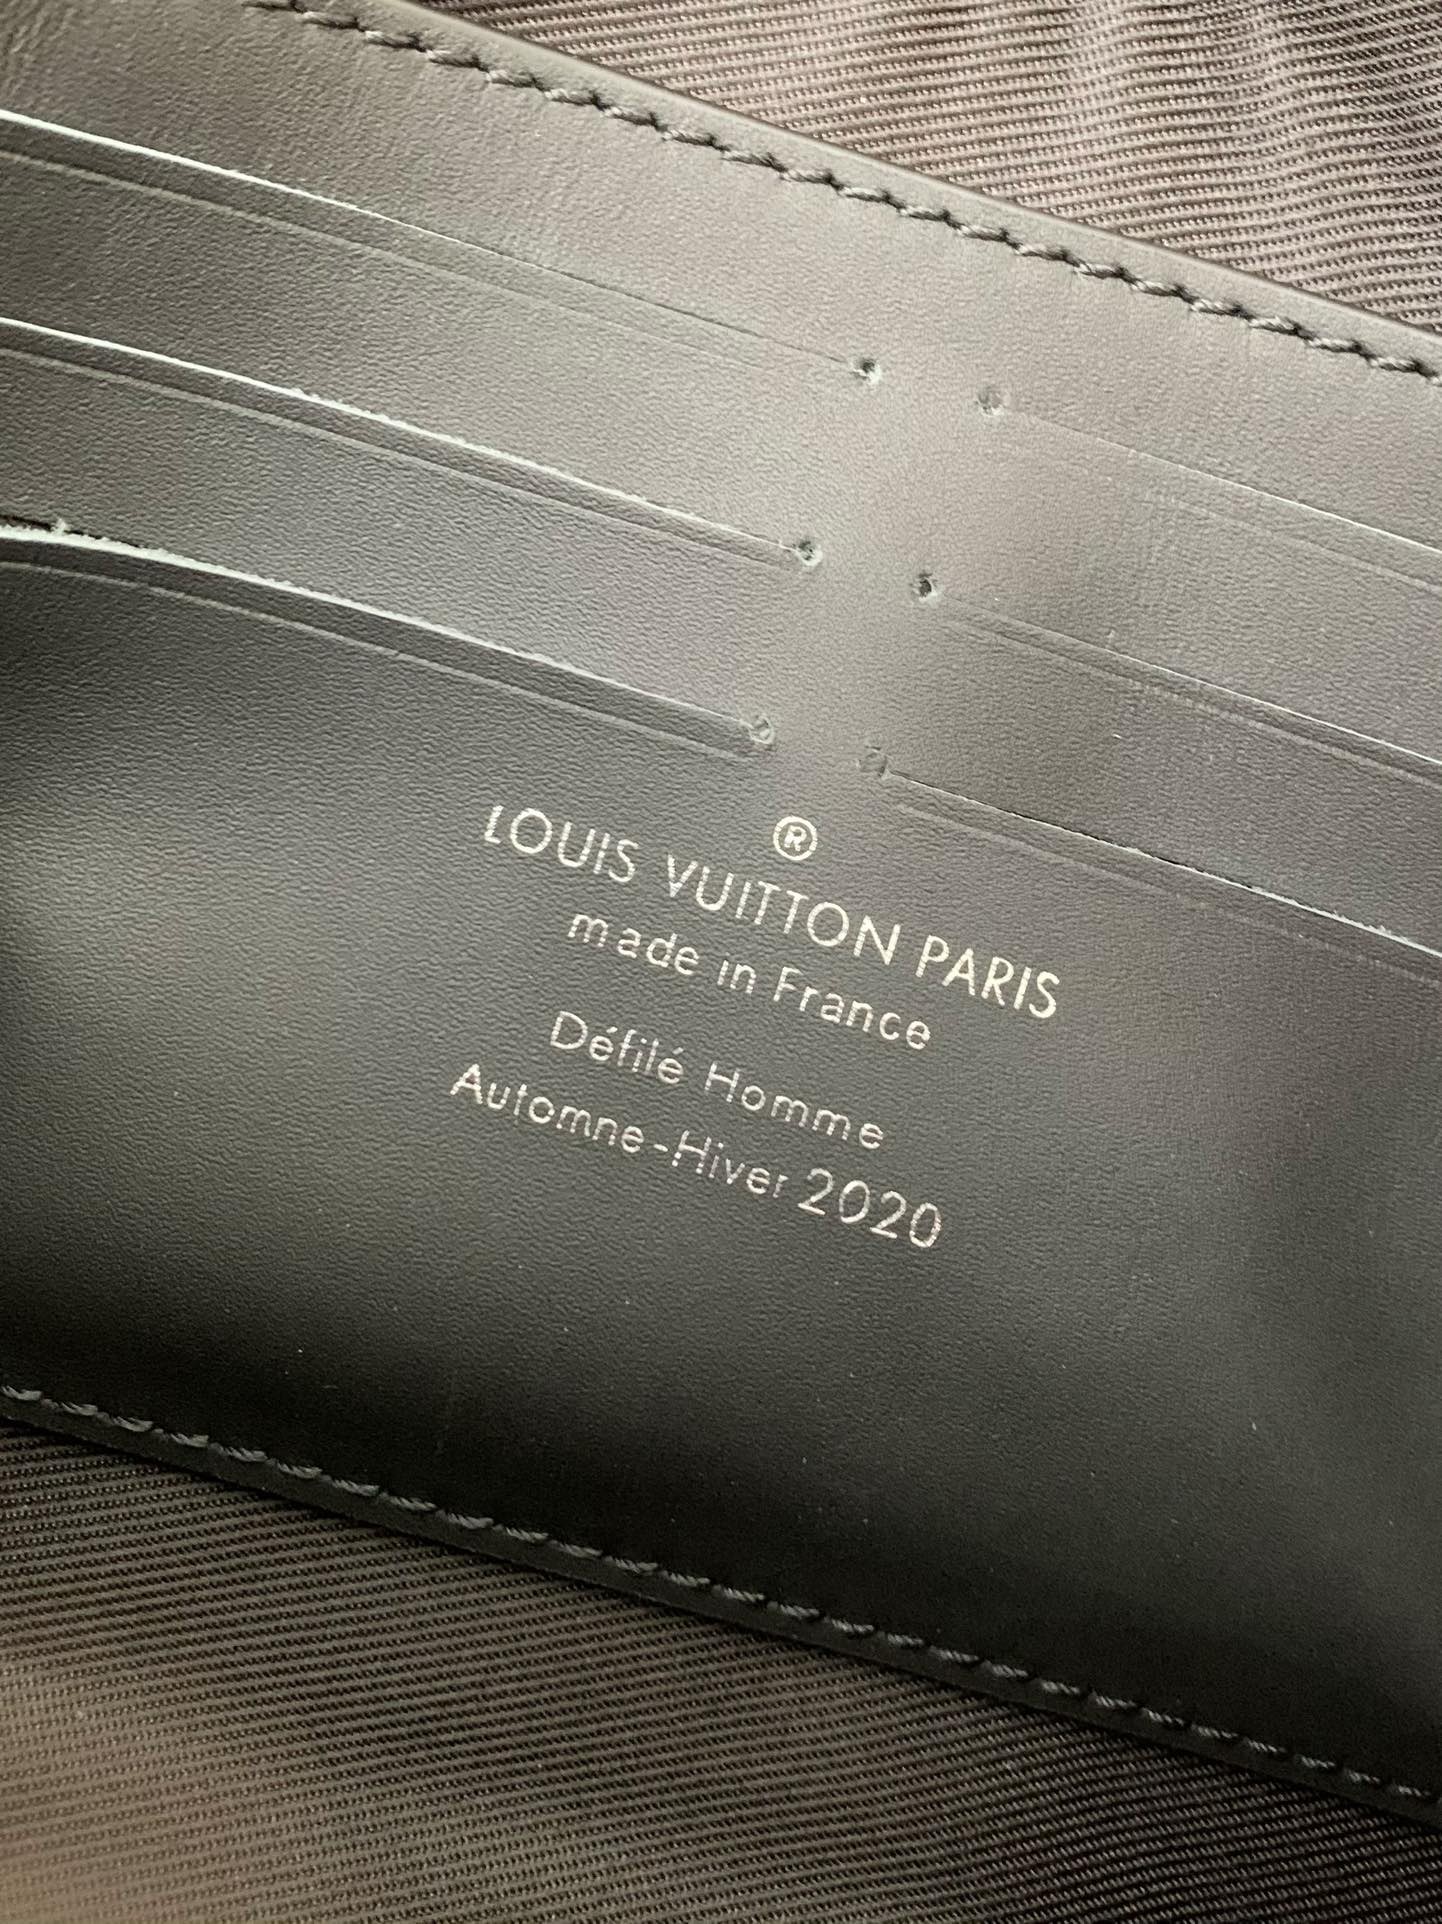 ®
LOUIS VUITTON PARIS
made in France
Défilé Homme
Automne-Hiver 2020